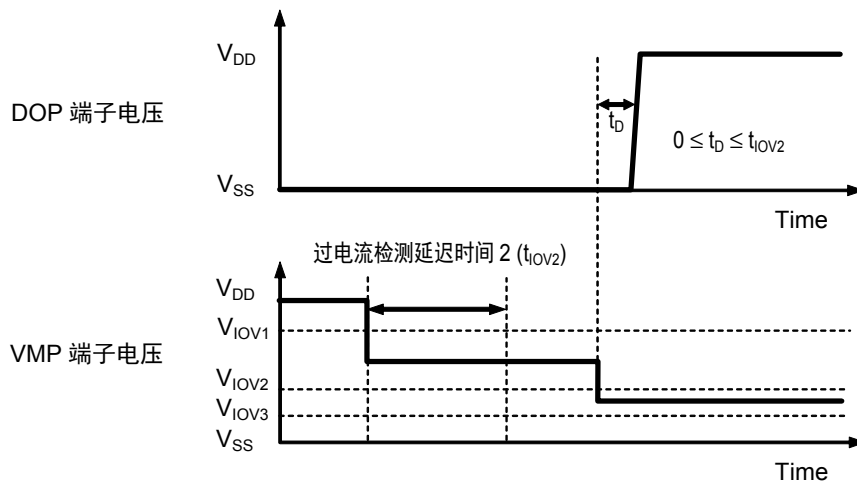 V_DD
DOP 端子电压
t_D
0 ≤ t_D ≤ t_IOV2
V_SS
Time
过电流检测延迟时间 2 (t_IOV2)
V_DD
V_IOV1
VMP 端子电压
V_IOV2
V_IOV3
V_SS
Time